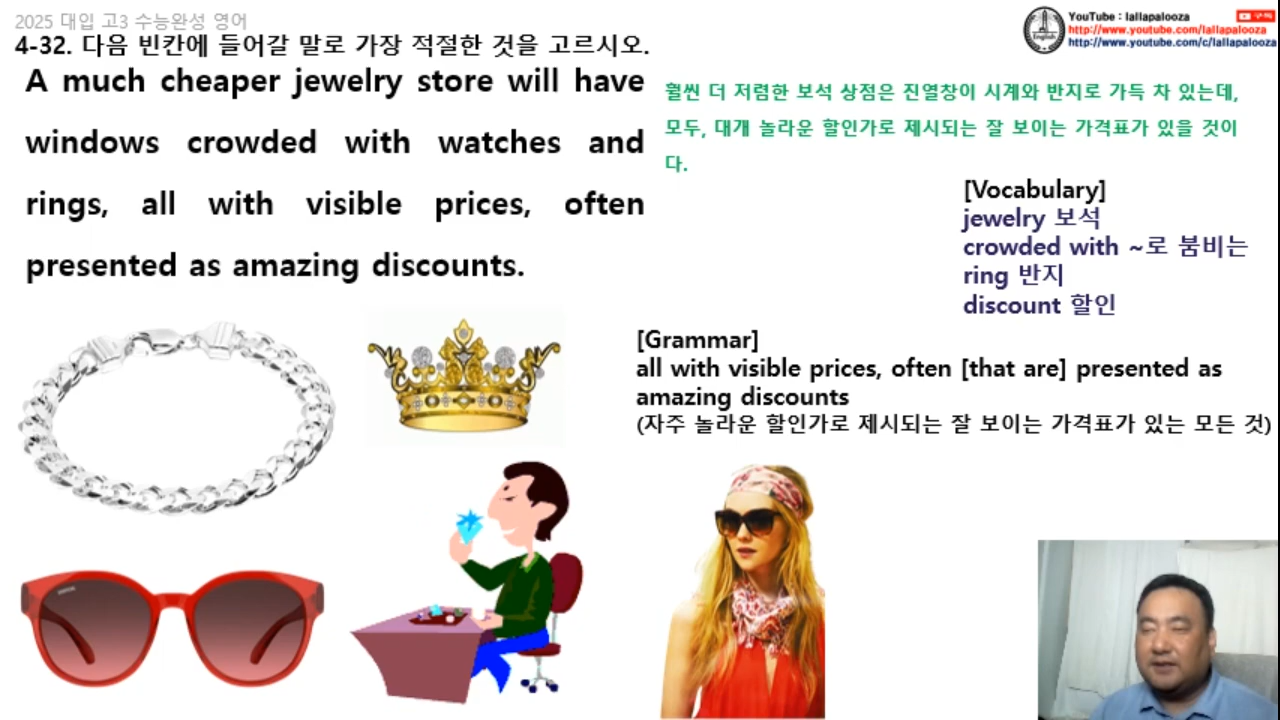 2025 대입 고3 수능완성 영어
4-32. 다음 빈칸에 들어갈 말로 가장 적절한 것을 고르시오.
A much cheaper jewelry store will have
windows crowded with watches and
rings, all with visible prices, often
presented as amazing discounts.
YouTube : lallapalooza
http://www.youtube.com/lallapalooza
http://www.youtube.com/c/lallapalooza
훨씬 더 저렴한 보석 상점은 진열창이 시계와 반지로 가득 차 있는데,
모두, 대개 놀라운 할인가로 제시되는 잘 보이는 가격표가 있을 것이
다.
[Vocabulary]
jewelry 보석
crowded with ~로 붐비는
ring 반지
discount 할인
[Grammar]
all with visible prices, often [that are] presented as
amazing discounts
(자주 놀라운 할인가로 제시되는 잘 보이는 가격표가 있는 모든 것)